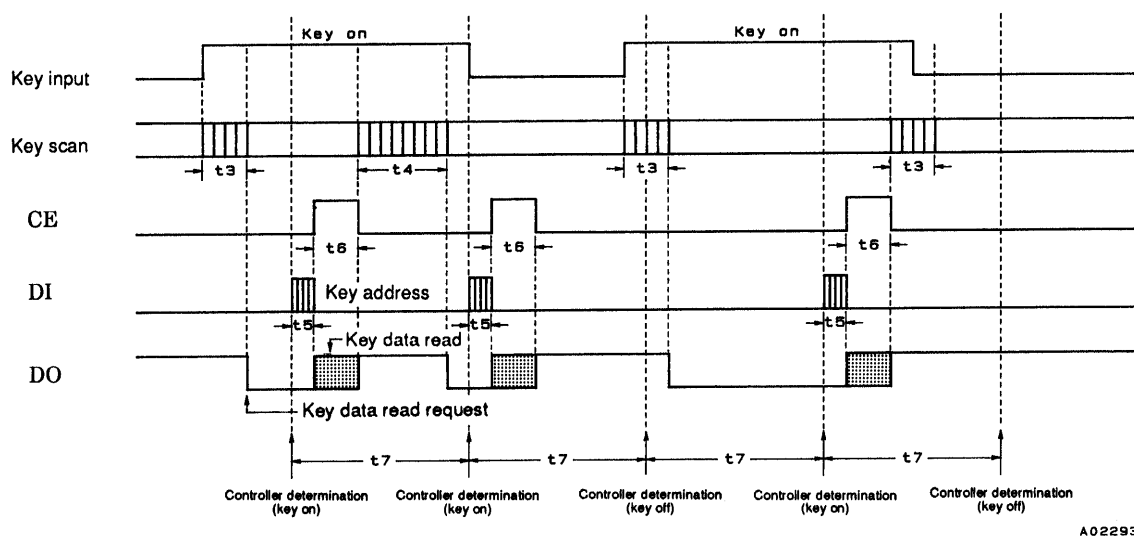 Key on Key on
Key input
Key scan
t3 t4 t3 t3
CE
t6 t6 t6
DI
Key address
t5 t5 t5
Key data read
DO
Key data read request
t7 t7 t7 t7
Controller determination Controller determination Controller determination Controller determination Controller determination
(key on) (key on) (key off) (key on) (key off)
A02293